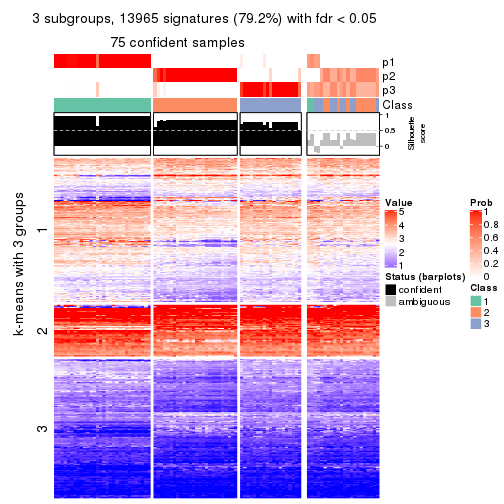 3 subgroups, 13965 signatures (79.2%) with fdr < 0.05
75 confident samples
p1
p2
p3
Class
1
0.5
0
Silhouette
score
k-means with 3 groups
1
2
3
Value
5
4
3
2
1
Status (barplots)
confident
ambiguous
Prob
1
0.8
0.6
0.4
0.2
0
Class
1
2
3